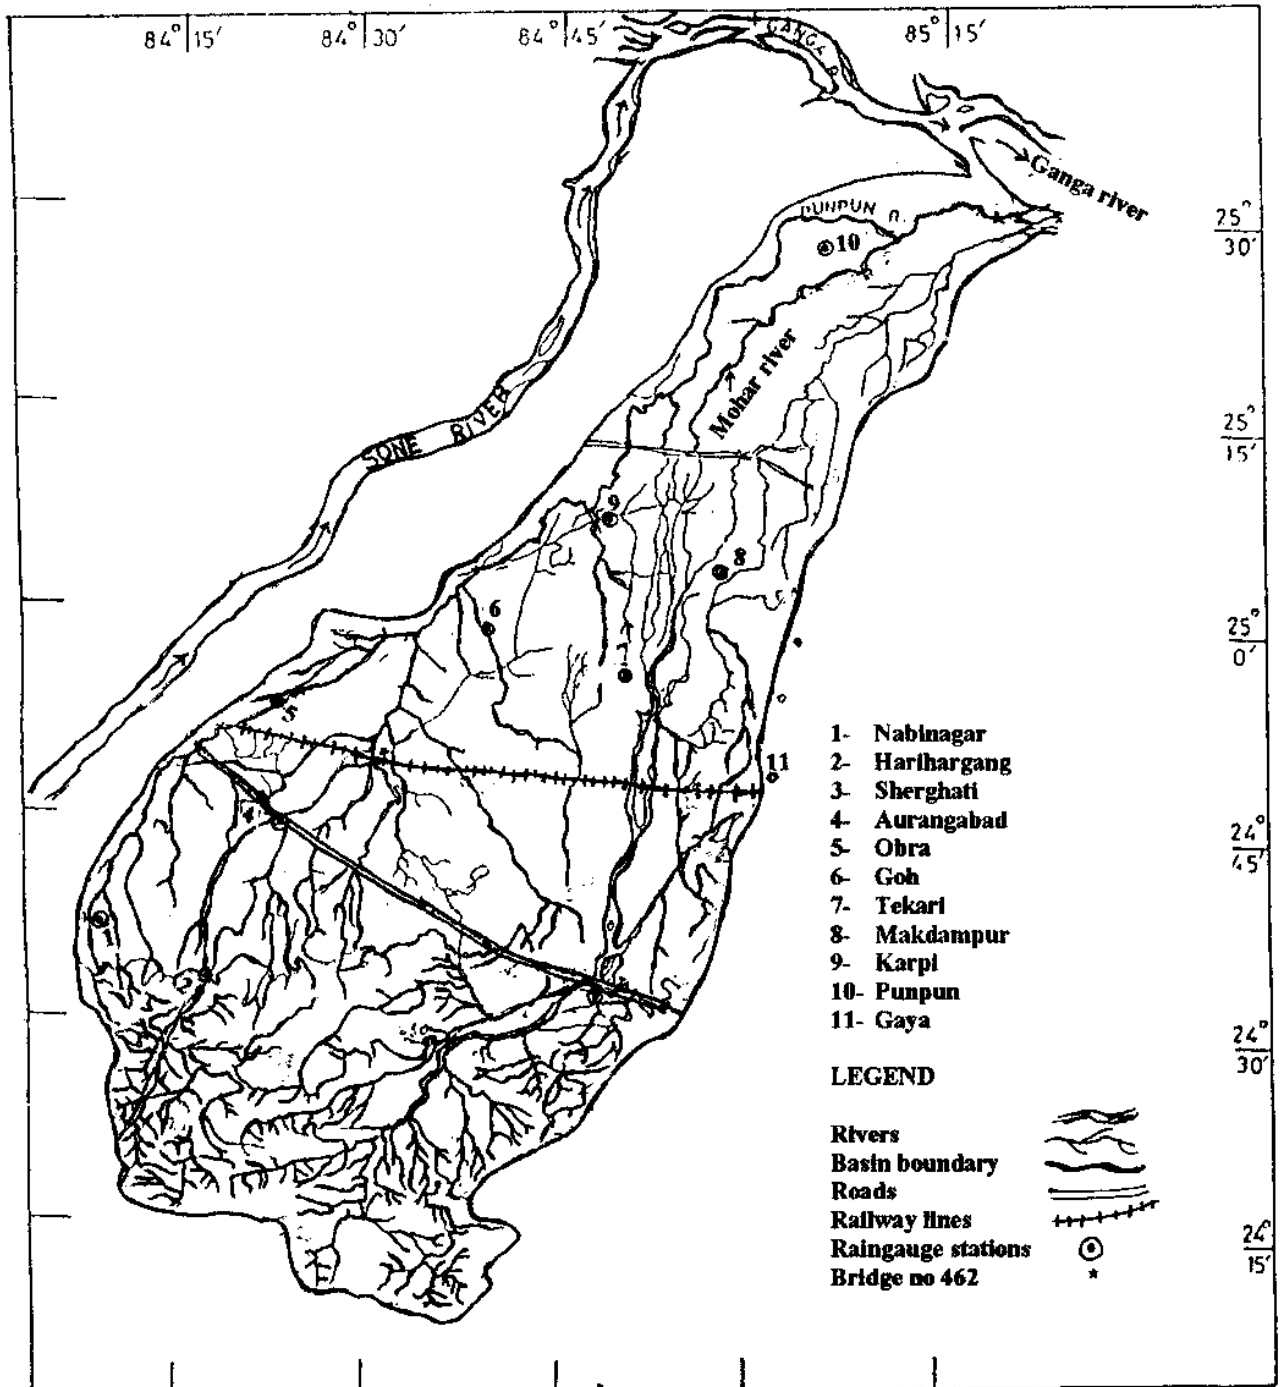 84° 15′
84° 30′
84° 45′
85° 15′
GANGA R.
Ganga river
PUNPUN R.
25° 30′
10
Mohar river
SONE RIVER
25° 15′
9
8
6
25° 0′
7
5
11
4
24° 45′
1
2
24° 30′
24° 15′
1- Nabinagar
2- Harihargang
3- Sherghati
4- Aurangabad
5- Obra
6- Goh
7- Tekari
8- Makdampur
9- Karpi
10- Punpun
11- Gaya
LEGEND
Rivers
Basin boundary
Roads
Railway lines
Raingauge stations
Bridge no 462